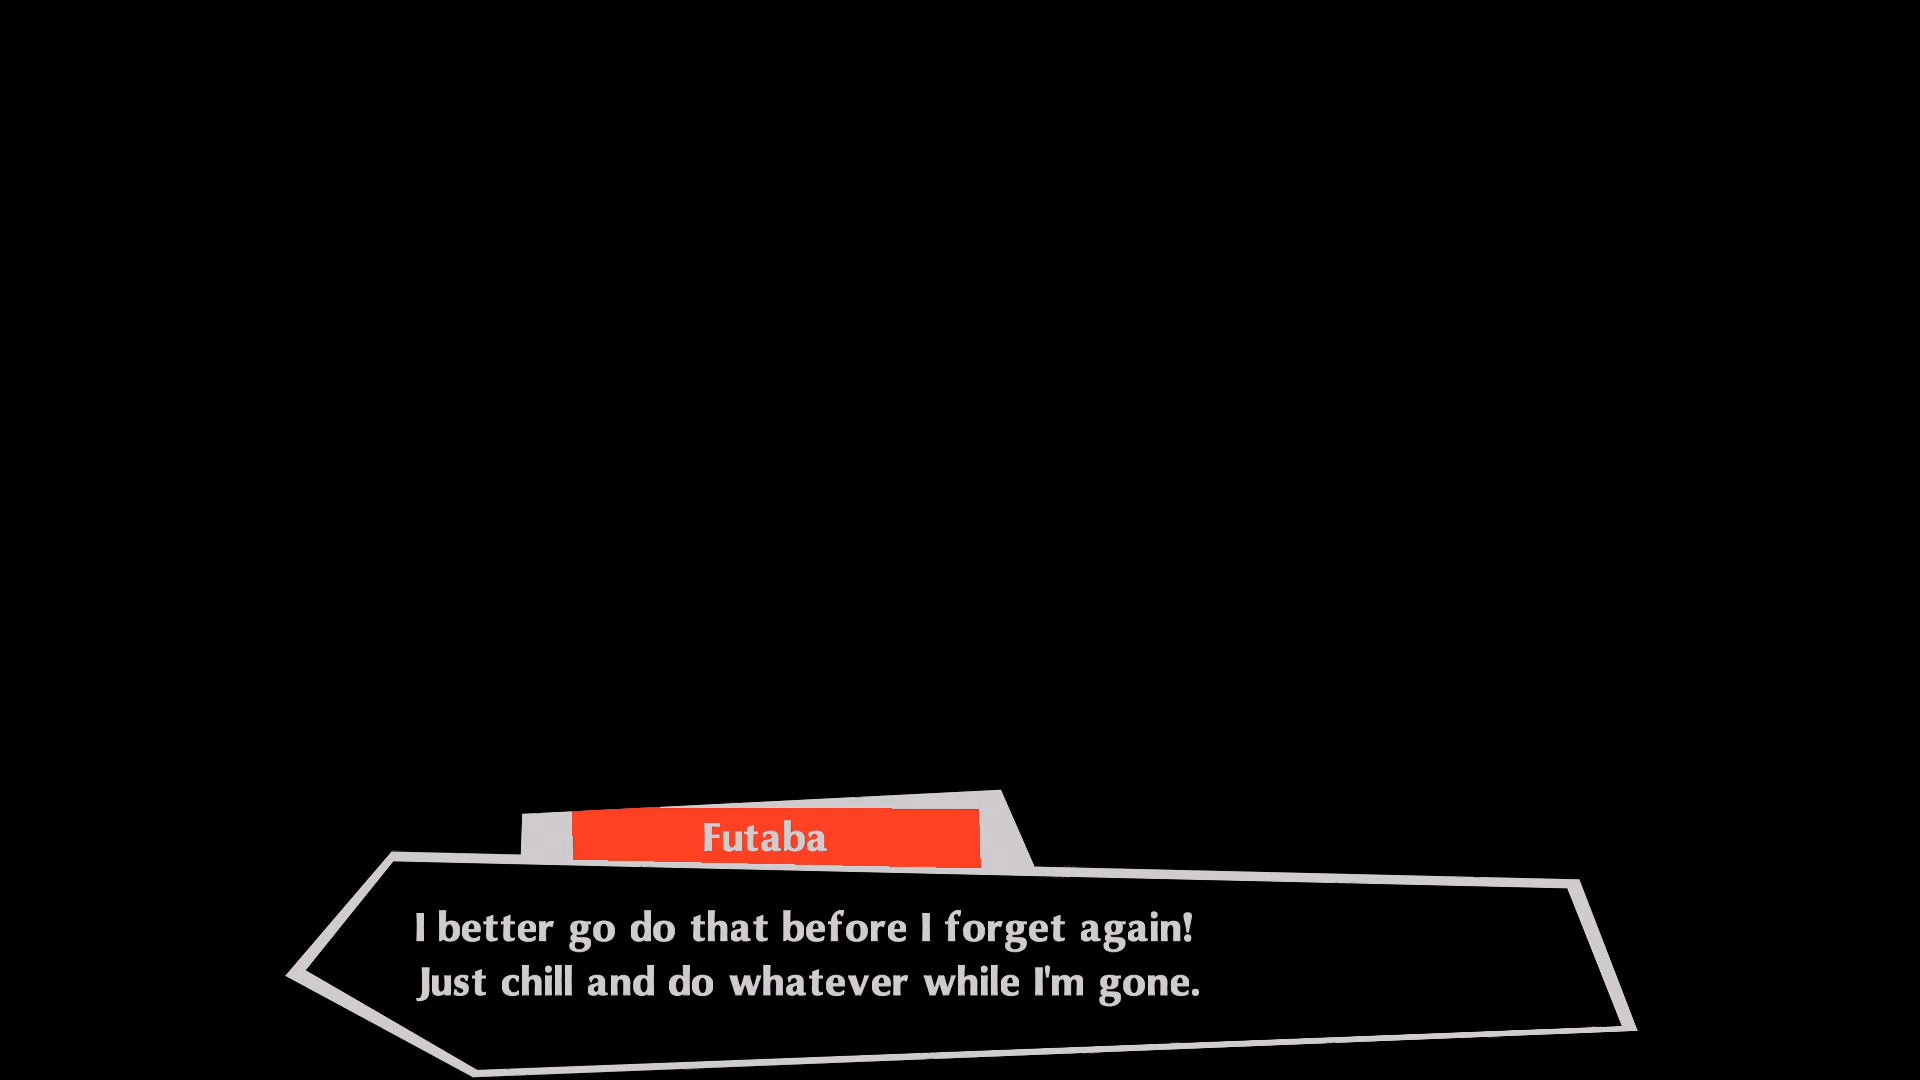 Futaba
I better go do that before I forget again!
Just chill and do whatever while I'm gone.